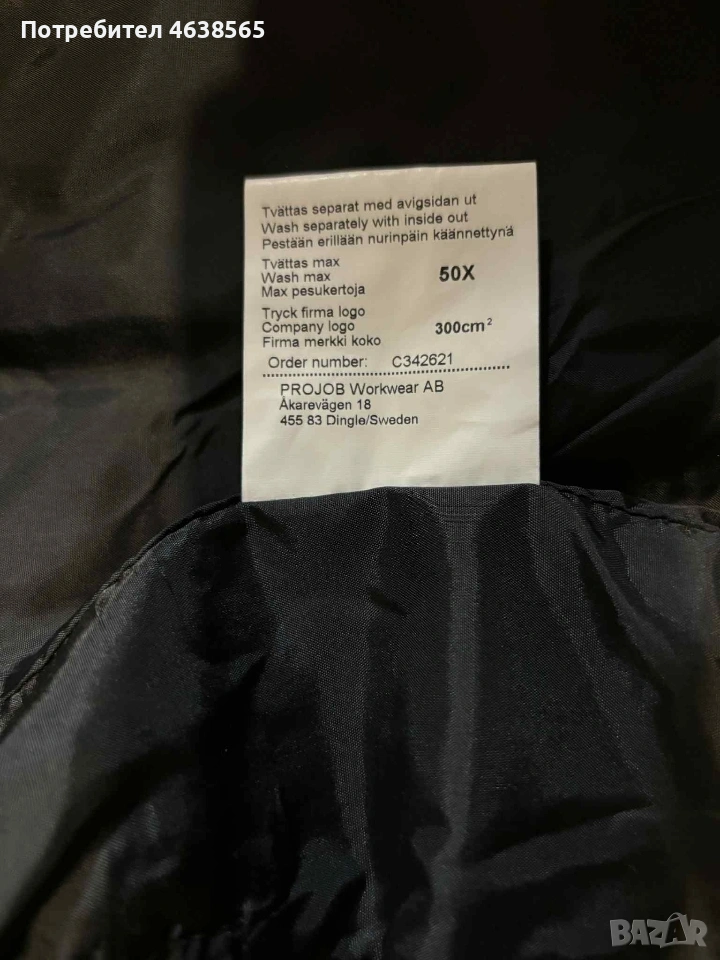 Потребител 4638565
Tvättas separat med avigsidan ut
Wash separately with inside out
Pestään erillään nurinpäin käännettynä
Tvättas max
Wash max 50X
Max pesukertoja
Tryck firma logo
Company logo 300cm²
Firma merkki koko
Order number: C342621
PROJOB Workwear AB
Åkarevägen 18
455 83 Dingle/Sweden
BAZAR